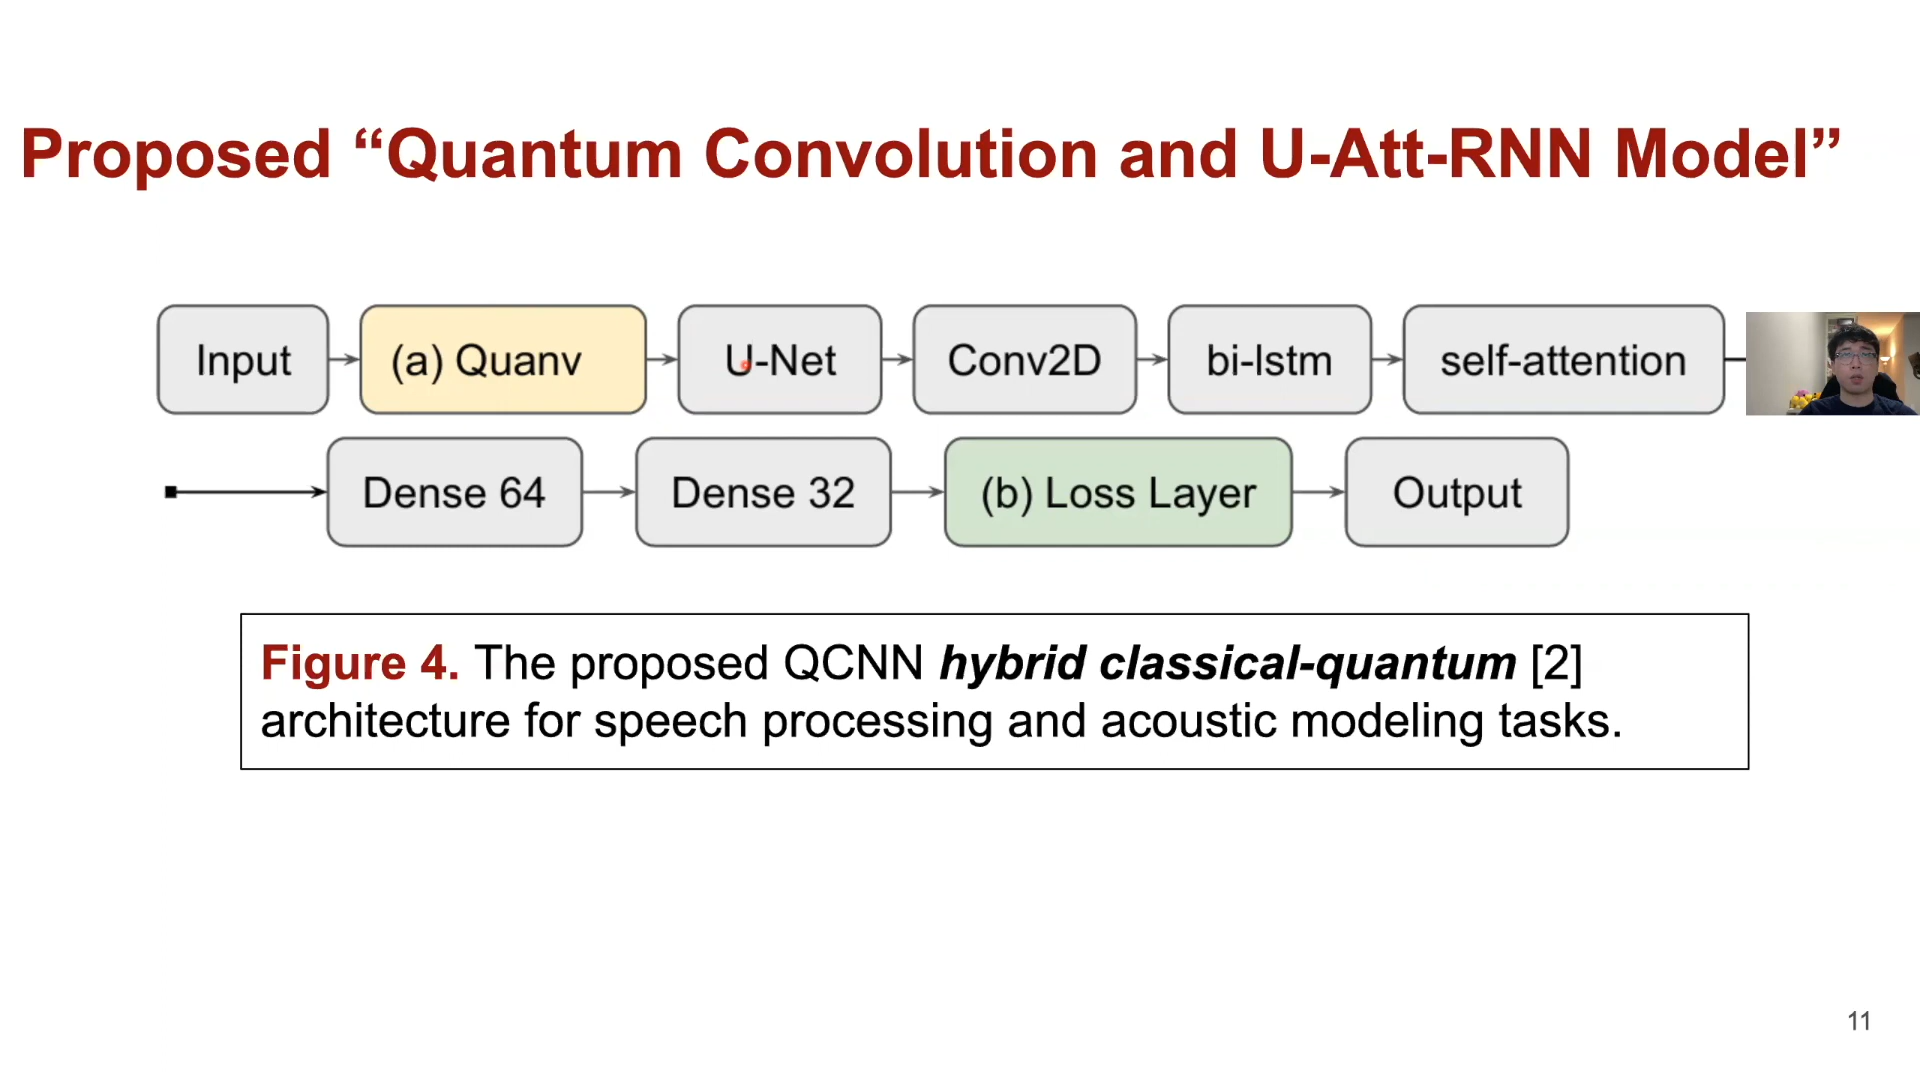 Proposed “Quantum Convolution and U-Att-RNN Model”
Input
(a) Quanv
U-Net
Conv2D
bi-lstm
self-attention
Dense 64
Dense 32
(b) Loss Layer
Output
Figure 4. The proposed QCNN hybrid classical-quantum [2]
architecture for speech processing and acoustic modeling tasks.
11